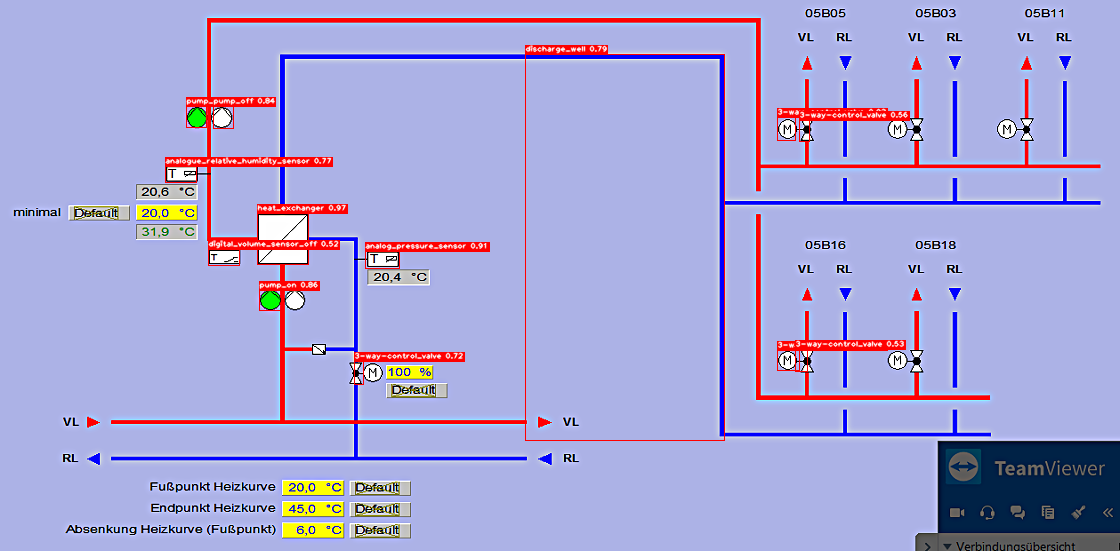 05B05 05B03 05B11
VL RL VL RL VL RL
discharge_well 0.79
pump_pump_off 0.84
3-wa
3-way-control_valve 0.56
M M M
analogue_relative_humidity_sensor 0.77
T
20,6 °C
minimal Default 20,0 °C
31,9 °C
heat_exchanger 0.97
digital_volume_sensor_off 0.52
T
analog_pressure_sensor 0.91
T
20,4 °C
05B16 05B18
VL RL VL RL
pump_on 0.86
3-w
3-way-control_valve 0.53
M M
3-way-control_valve 0.72
M 100 %
Default
VL VL
RL RL
Fußpunkt Heizkurve 20,0 °C Default
Endpunkt Heizkurve 45,0 °C Default
Absenkung Heizkurve (Fußpunkt) 6,0 °C Default
TeamViewer
Verbindungsübersicht